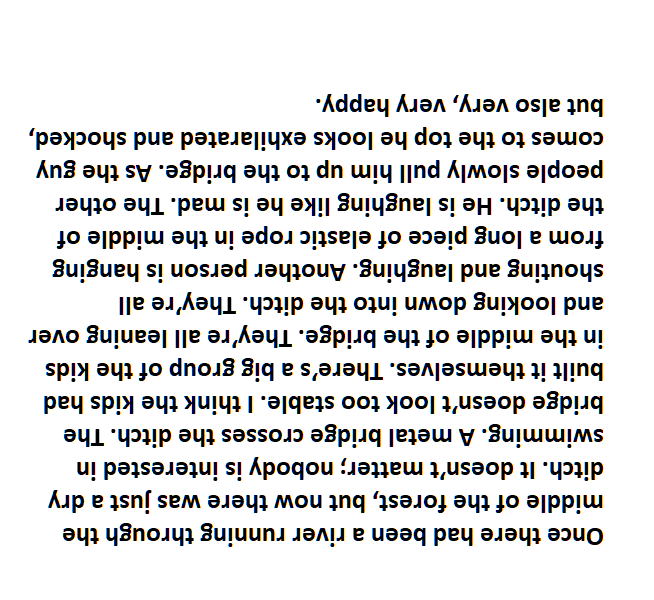 Once there had been a river running through the
middle of the forest, but now there was just a dry
ditch. It doesn't matter; nobody is interested in
swimming. A metal bridge crosses the ditch. The
bridge doesn't look too stable. I think the kids had
built it themselves. There's a big group of the kids
in the middle of the bridge. They're all leaning over
and looking down into the ditch. They're all
shouting and laughing. Another person is hanging
from a long piece of elastic rope in the middle of
the ditch. He is laughing like he is mad. The other
people slowly pull him up to the bridge. As the guy
comes to the top he looks exhilarated and shocked,
but also very, very happy.